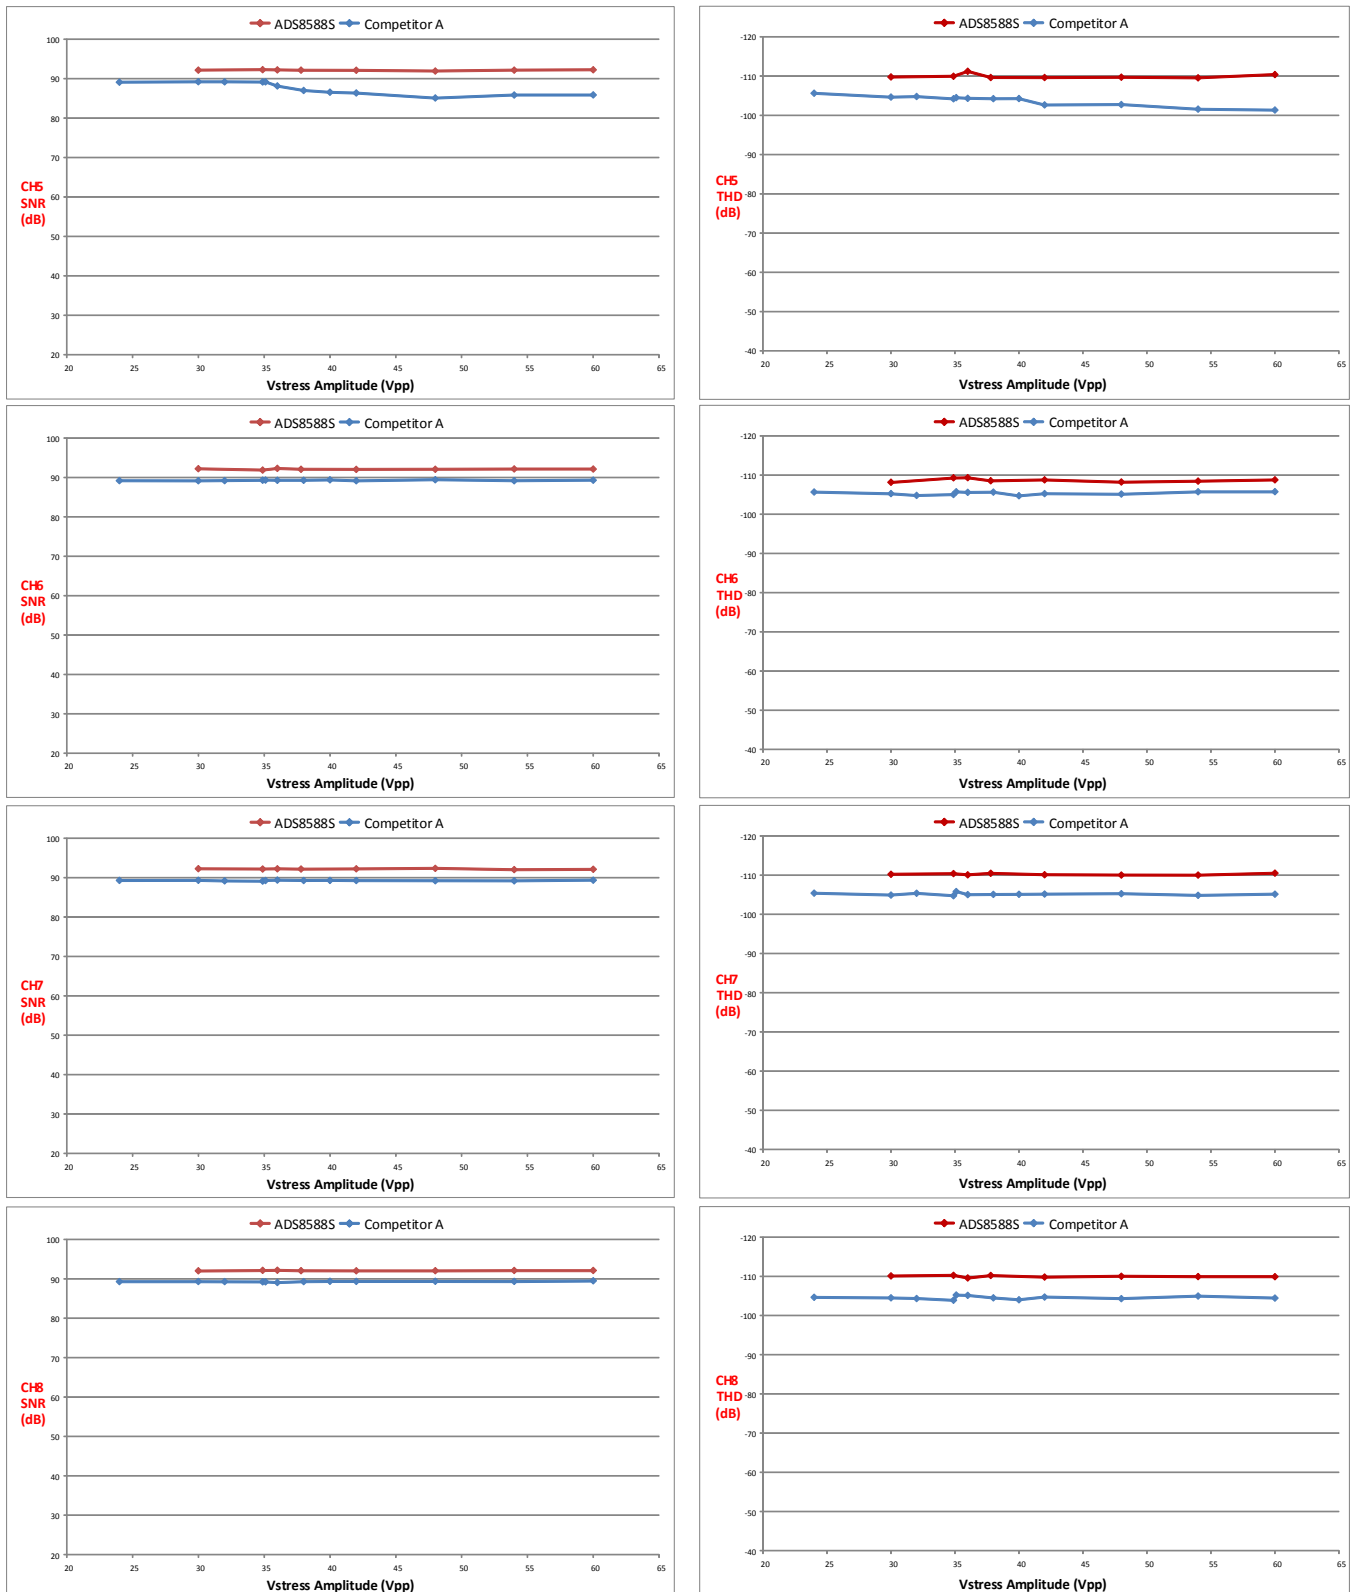 ADS8588S Competitor A
100
90
80
70
60
50
40
30
20
CH5
SNR
(dB)
20 25 30 35 40 45 50 55 60 65
Vstress Amplitude (Vpp)
ADS8588S Competitor A
-120
-110
-100
-90
-80
-70
-60
-50
-40
CH5
THD
(dB)
20 25 30 35 40 45 50 55 60 65
Vstress Amplitude (Vpp)
ADS8588S Competitor A
100
90
80
70
60
50
40
30
20
CH6
SNR
(dB)
20 25 30 35 40 45 50 55 60 65
Vstress Amplitude (Vpp)
ADS8588S Competitor A
-120
-110
-100
-90
-80
-70
-60
-50
-40
CH6
THD
(dB)
20 25 30 35 40 45 50 55 60 65
Vstress Amplitude (Vpp)
ADS8588S Competitor A
100
90
80
70
60
50
40
30
20
CH7
SNR
(dB)
20 25 30 35 40 45 50 55 60 65
Vstress Amplitude (Vpp)
ADS8588S Competitor A
-120
-110
-100
-90
-80
-70
-60
-50
-40
CH7
THD
(dB)
20 25 30 35 40 45 50 55 60 65
Vstress Amplitude (Vpp)
ADS8588S Competitor A
100
90
80
70
60
50
40
30
20
CH8
SNR
(dB)
20 25 30 35 40 45 50 55 60 65
Vstress Amplitude (Vpp)
ADS8588S Competitor A
-120
-110
-100
-90
-80
-70
-60
-50
-40
CH8
THD
(dB)
20 25 30 35 40 45 50 55 60 65
Vstress Amplitude (Vpp)